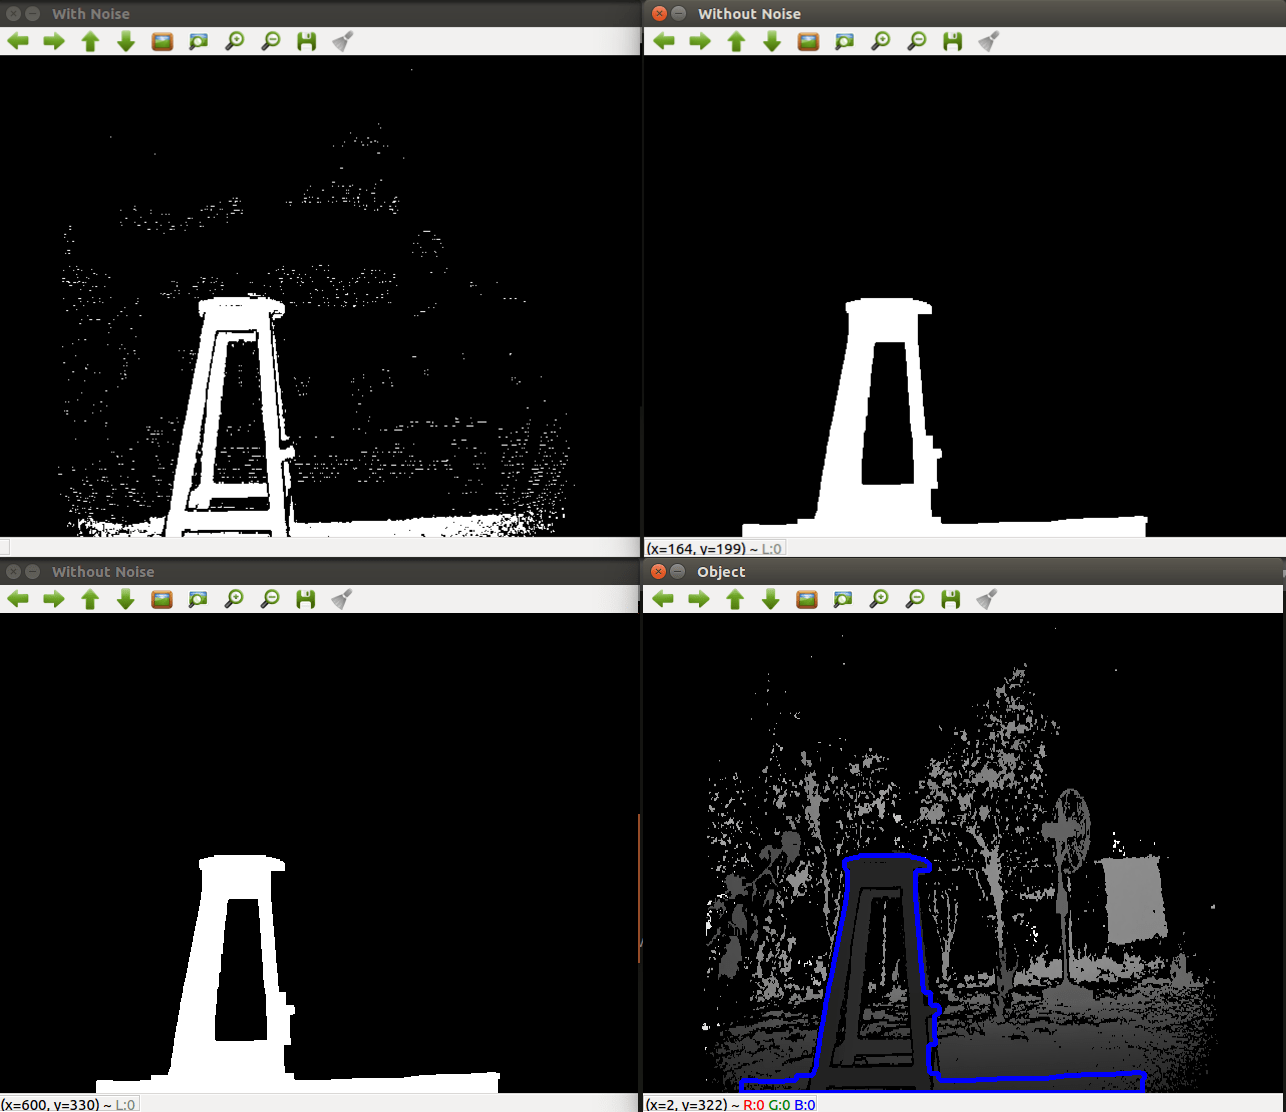 With Noise
Without Noise
(x=164, y=199) ~ L:0
Without Noise
Object
(x=600, y=330) ~ L:0
(x=2, y=322) ~ R:0 G:0 B:0